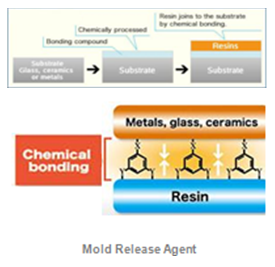 Chemically processed
Bonding compound
Resin joins to the substrate
by chemical bonding.
Substrate
Glass, ceramics
or metals
Substrate
Resins
Substrate
Metals, glass, ceramics
Chemical
bonding
Resin
Mold Release Agent